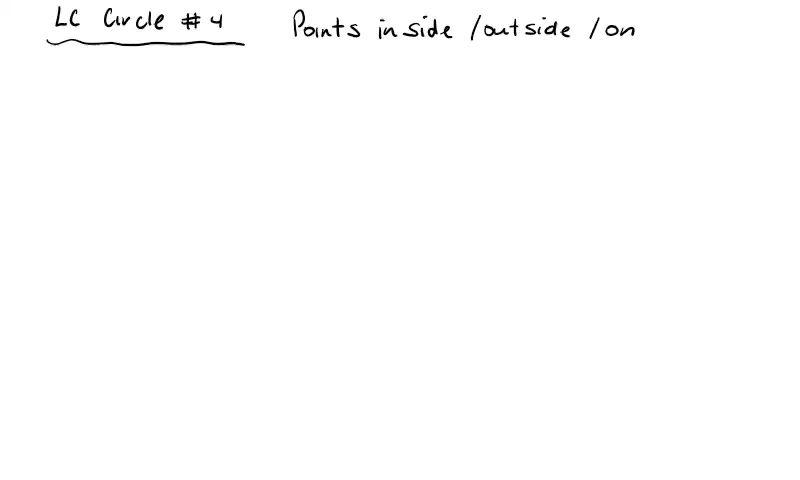 LC Circle # 4 Points inside / outside / on